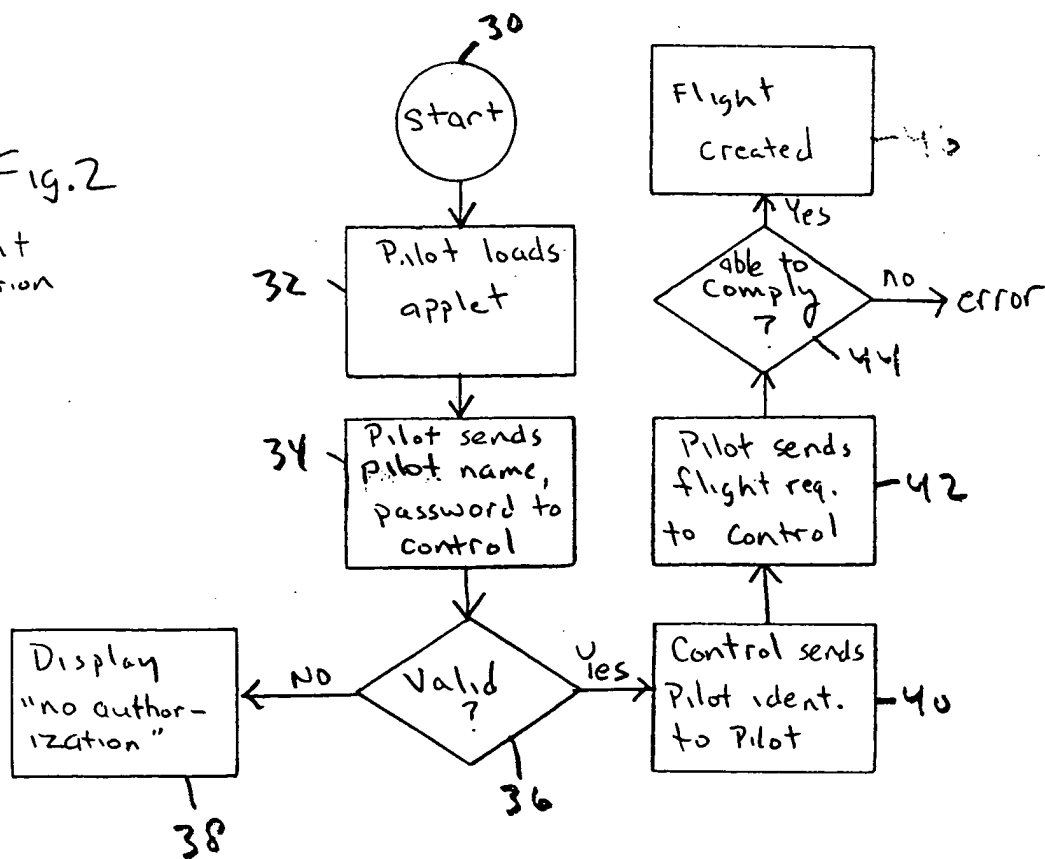 Fig.2
30
Start
32
Pilot loads
applet
34
Pilot sends
pilot name,
password to
control
Valid
?
36
NO
Display
"no author-
ization"
38
Yes
Control sends
Pilot ident.
to Pilot
40
Pilot sends
flight req.
to Control
42
able to
comply
?
44
no
error
Yes
Flight
created